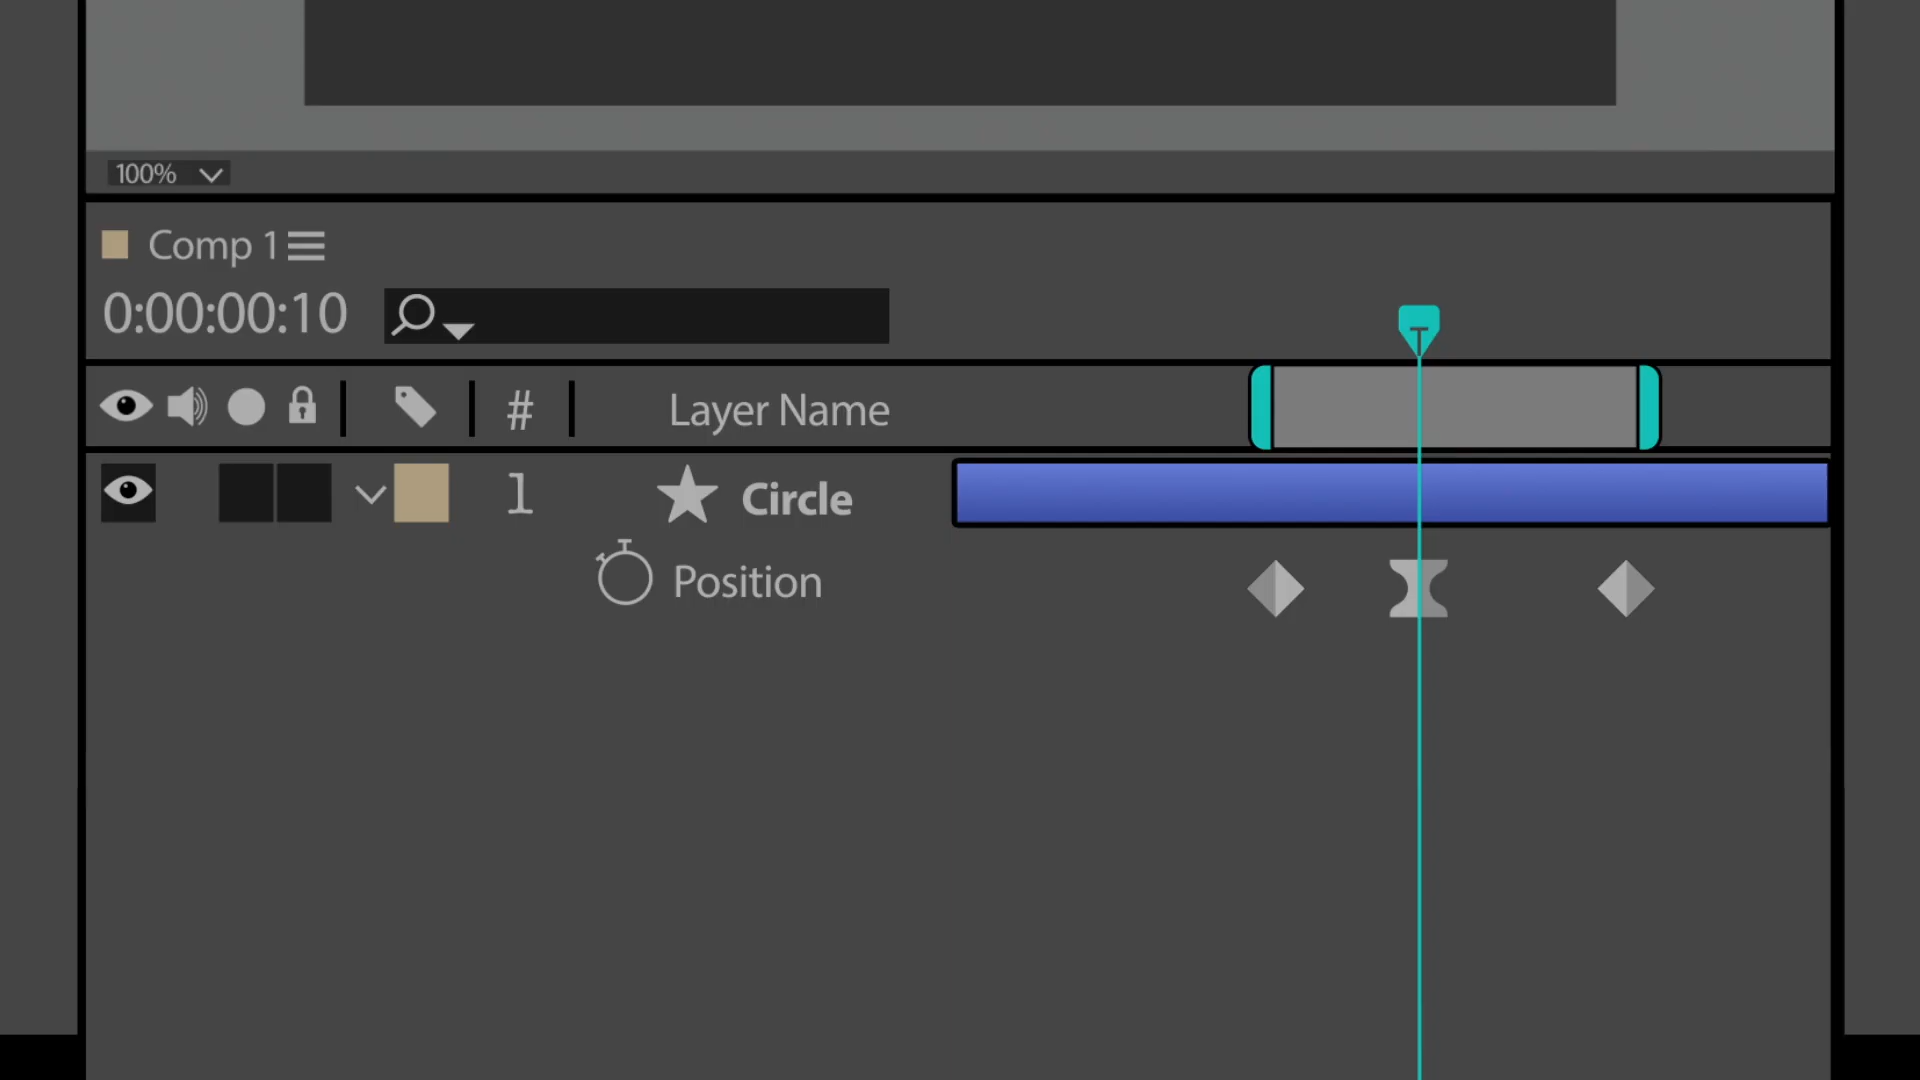 100%
Comp 1
0:00:00:10
# Layer Name
1 Circle
Position